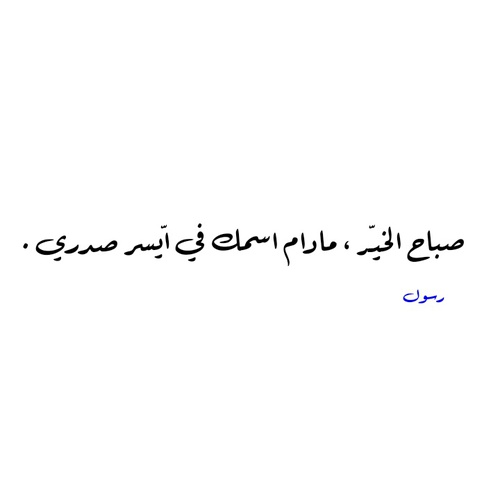 صباح الخيّر ، مادام اسمك في ايّسر صدري .
رسول